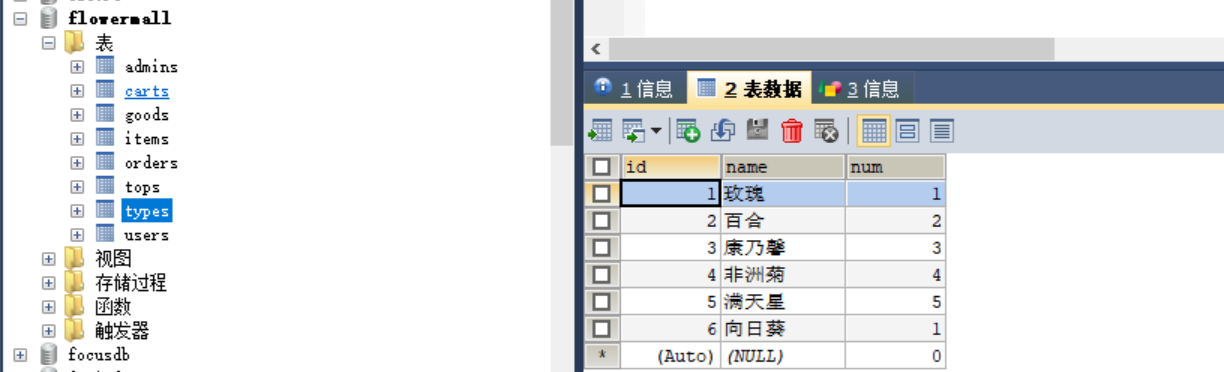 flowermall
表
admins
carts
goods
items
orders
tops
types
users
视图
存储过程
函数
触发器
focusdb
1 信息 2 表数据 3 信息
id name num
1 玫瑰 1
2 百合 2
3 康乃馨 3
4 非洲菊 4
5 满天星 5
6 向日葵 1
* (Auto) (NULL) 0